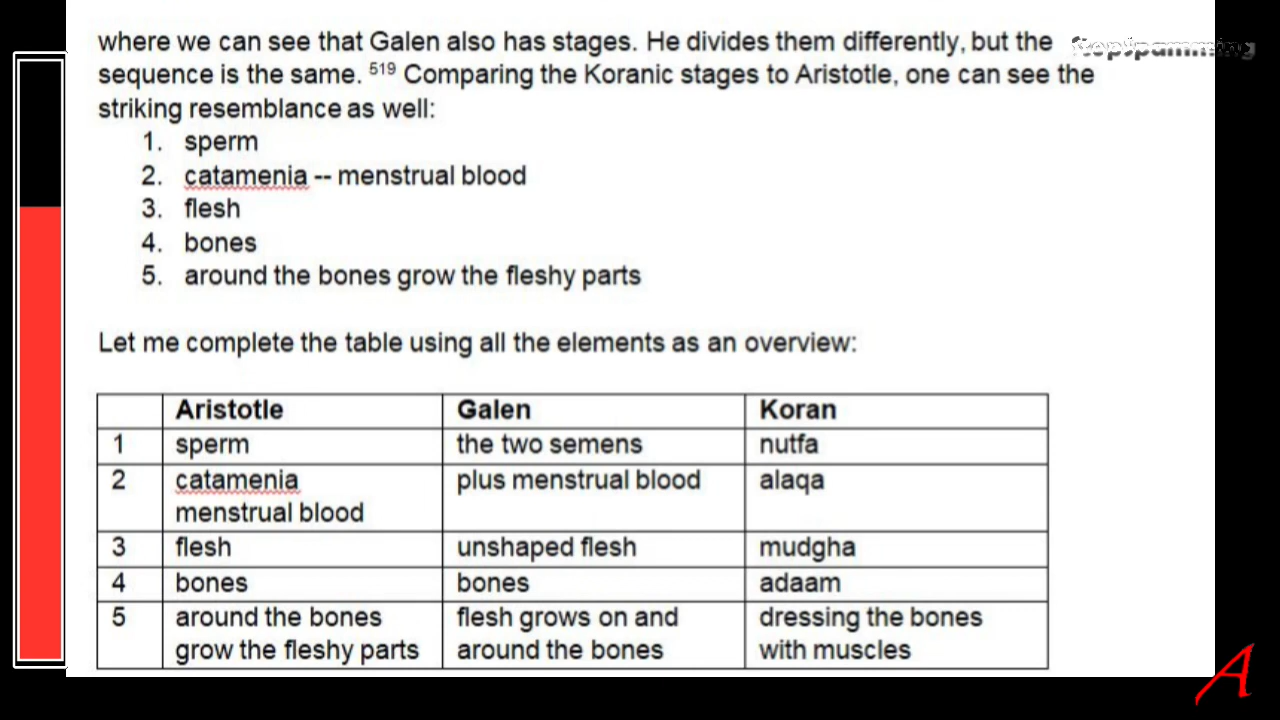 where we can see that Galen also has stages. He divides them differently, but the
sequence is the same. 519 Comparing the Koranic stages to Aristotle, one can see the
striking resemblance as well:
1. sperm
2. catamenia -- menstrual blood
3. flesh
4. bones
5. around the bones grow the fleshy parts
Let me complete the table using all the elements as an overview:
Aristotle Galen Koran
1 sperm the two semens nutfa
2 catamenia plus menstrual blood alaqa
menstrual blood
3 flesh unshaped flesh mudgha
4 bones bones adaam
5 around the bones flesh grows on and dressing the bones
grow the fleshy parts around the bones with muscles
A